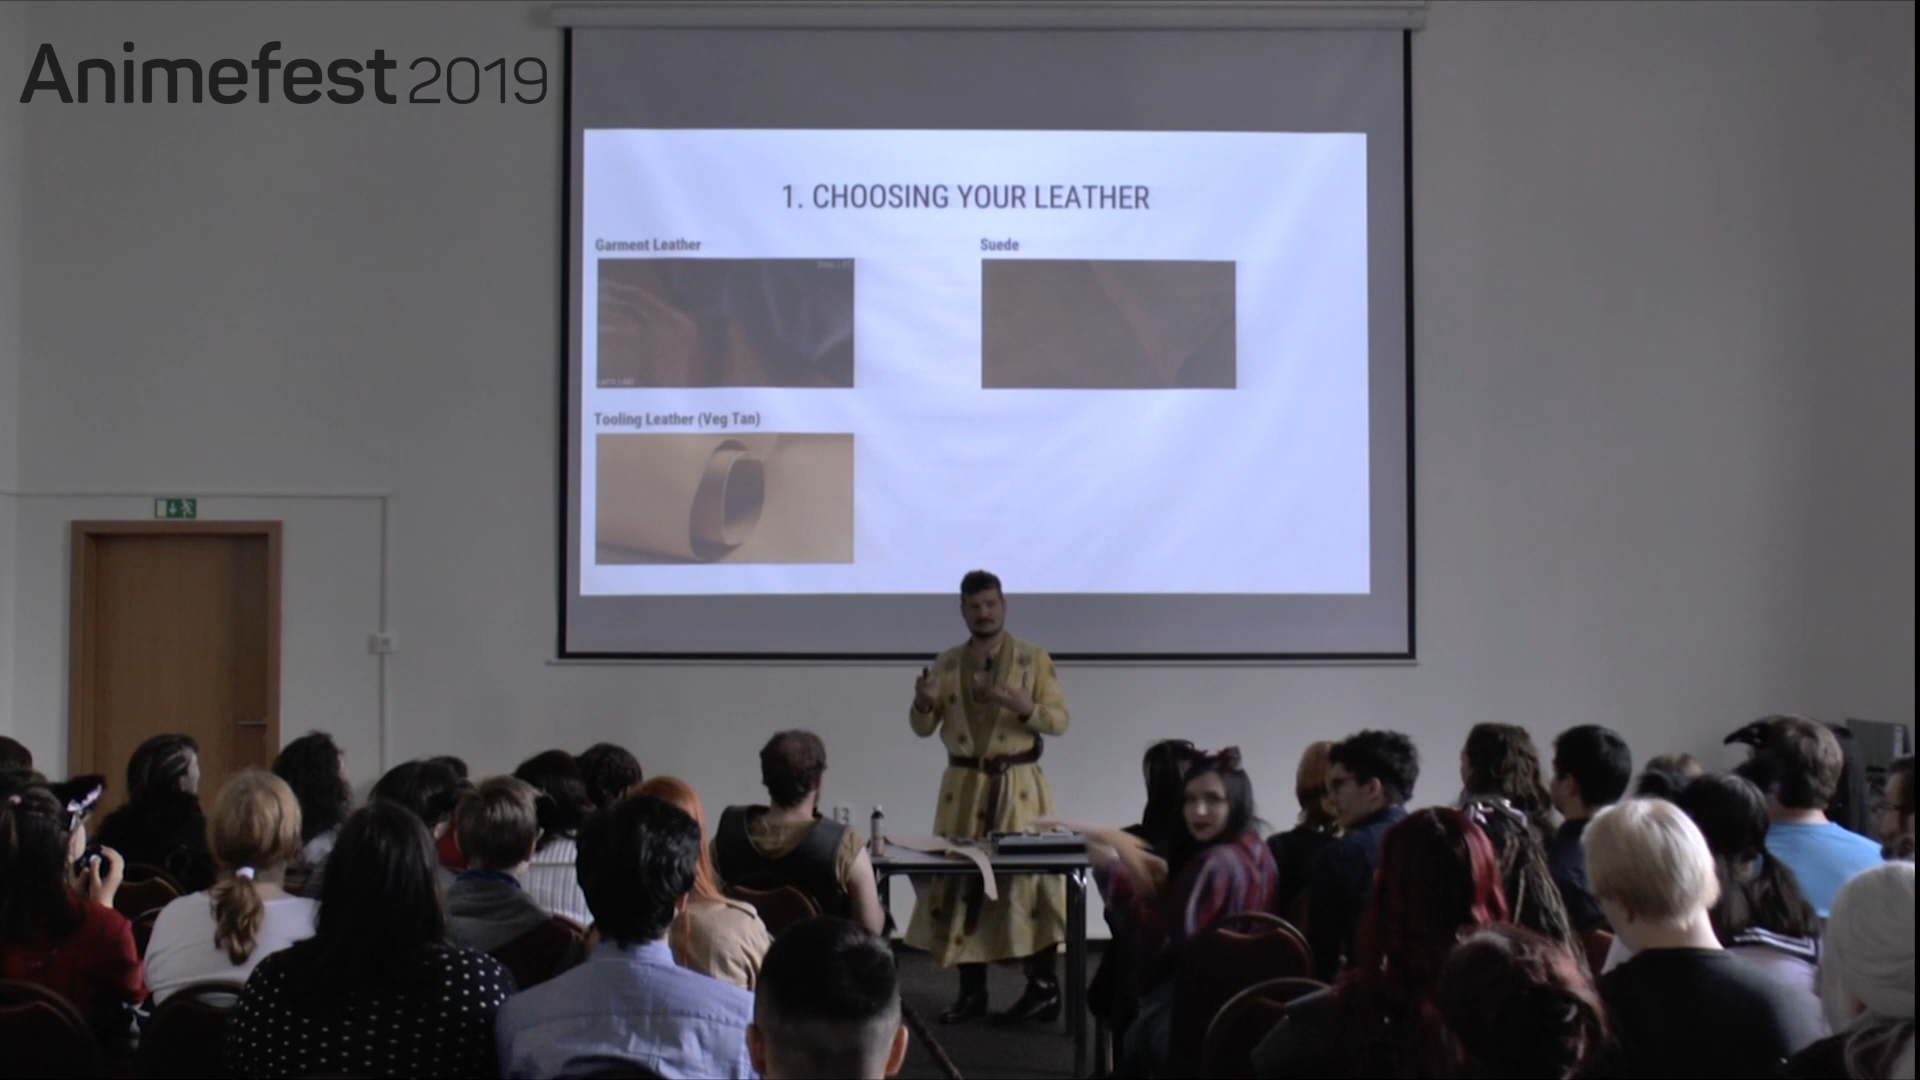 Animefest 2019
1. CHOOSING YOUR LEATHER
Garment Leather
Suede
Tooling Leather (Veg Tan)